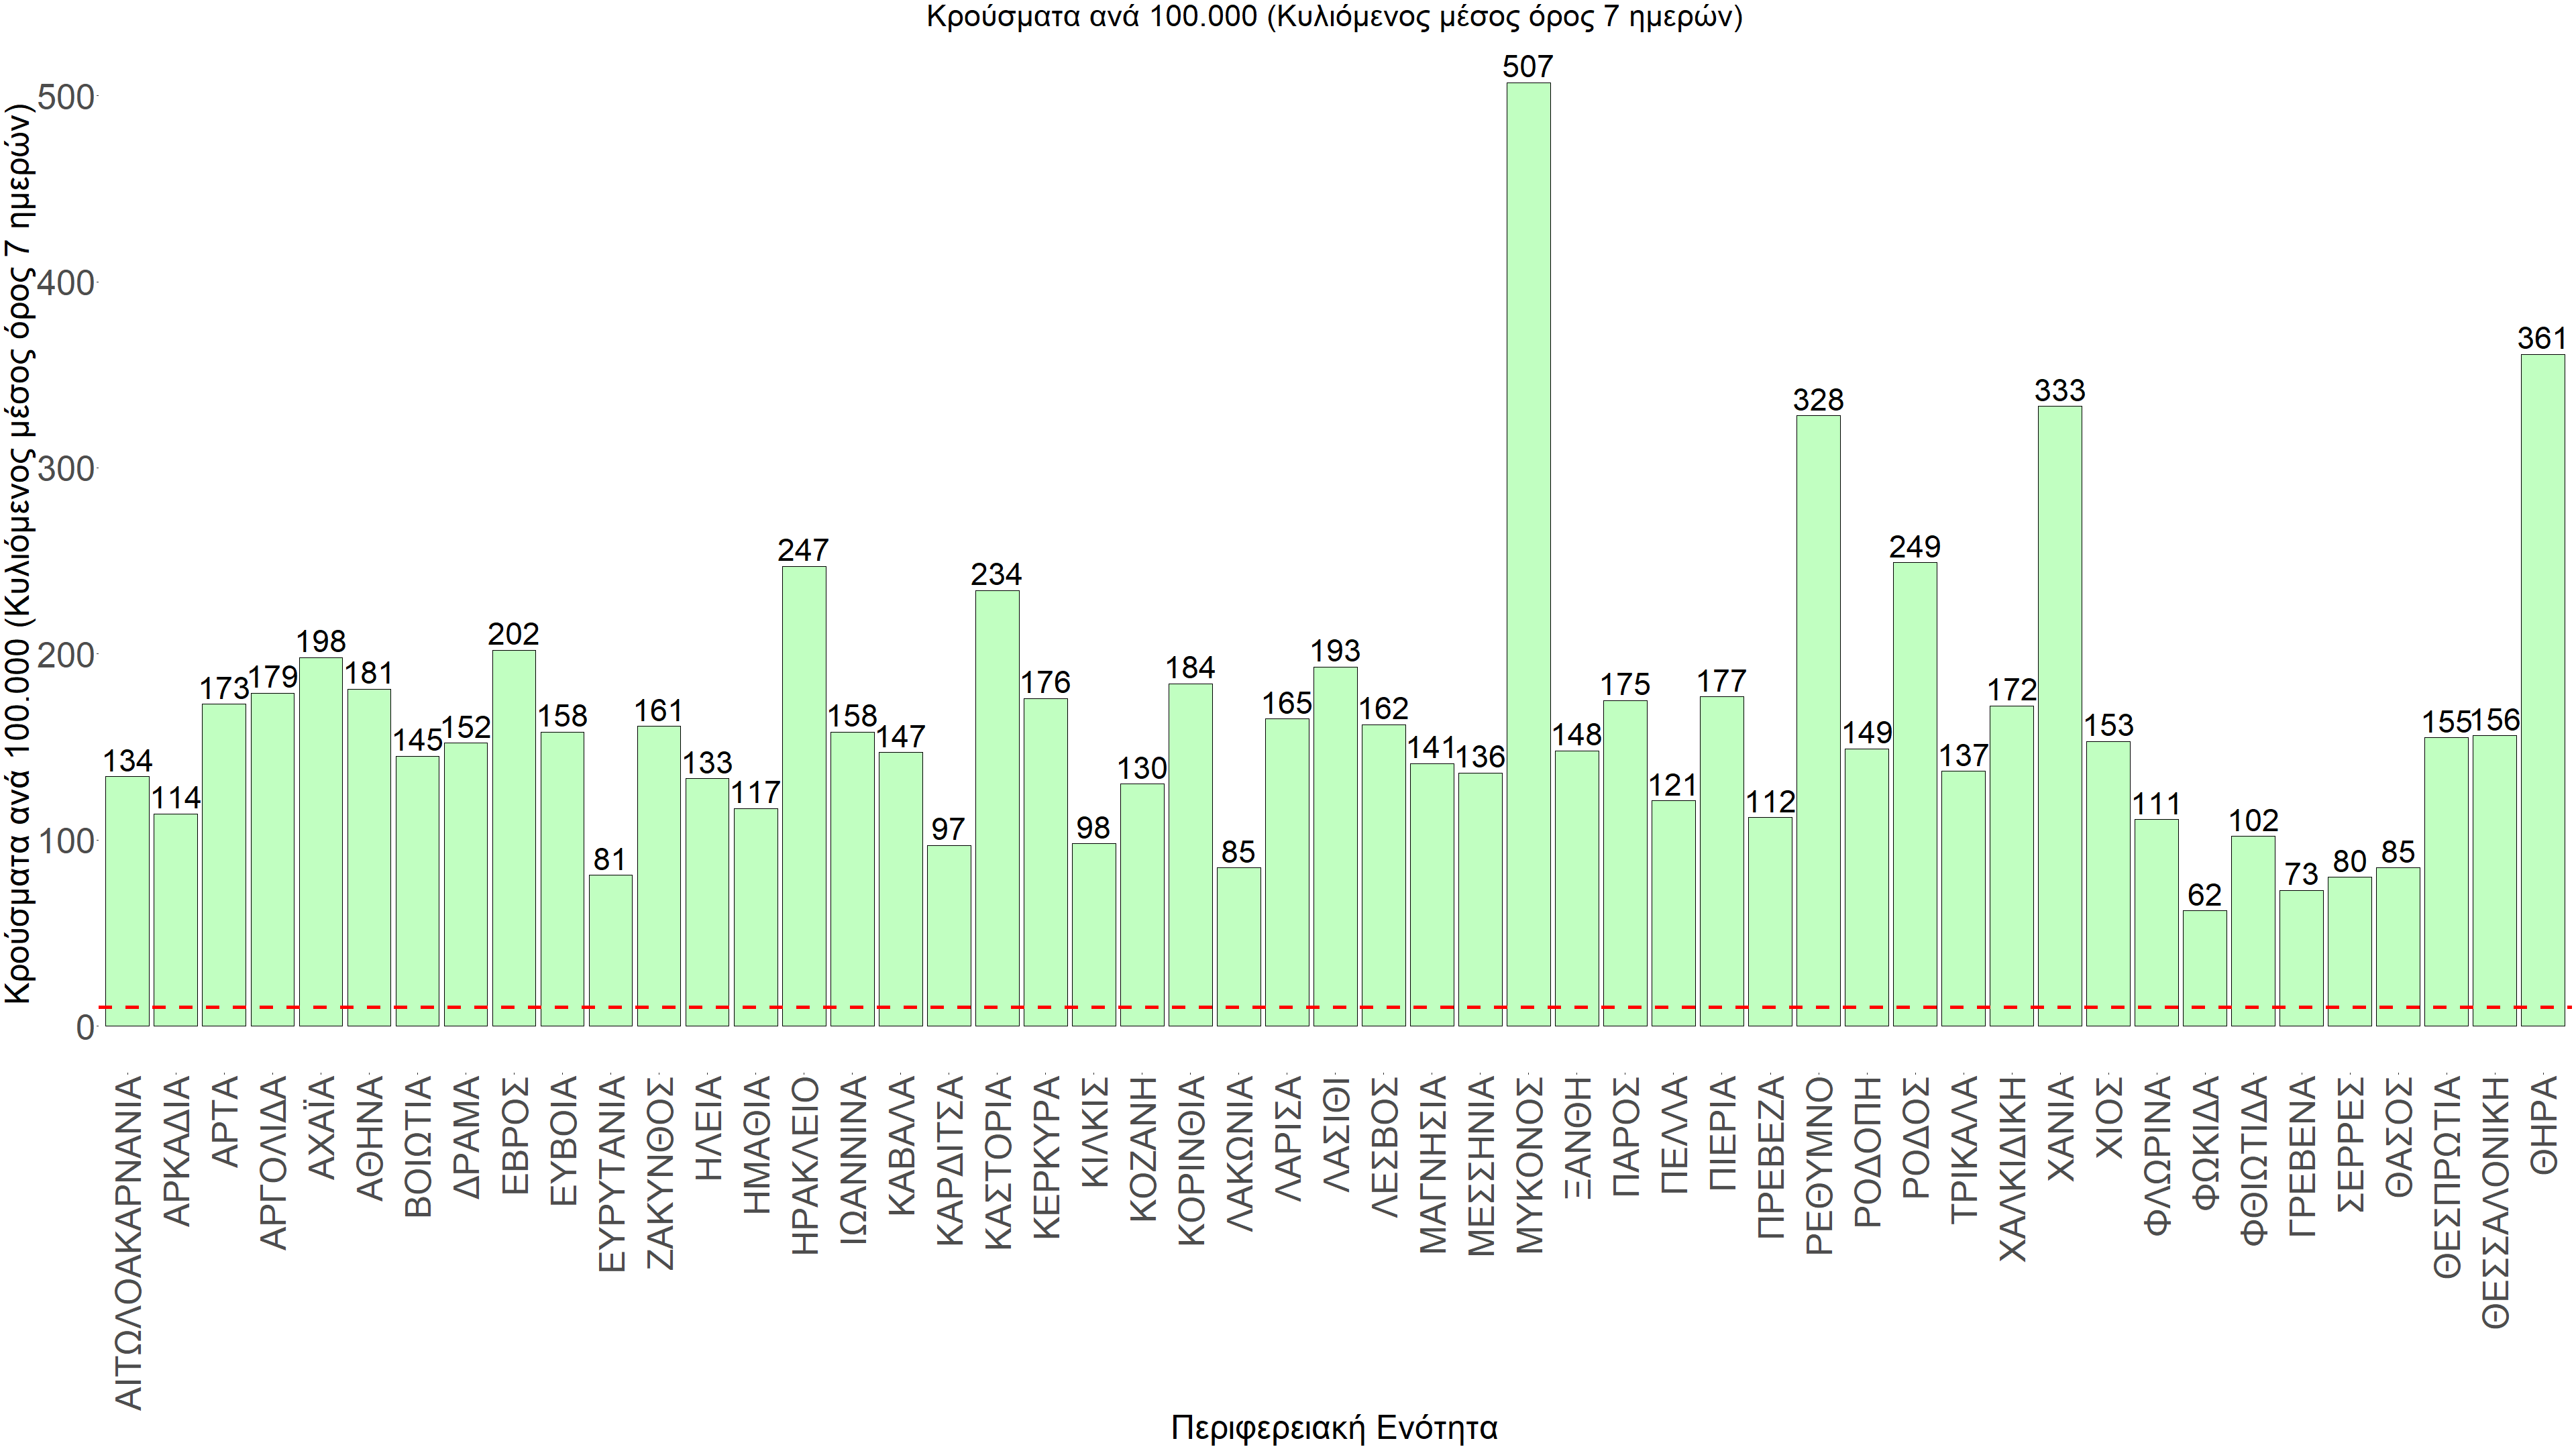 Κρούσματα ανά 100.000 (Κυλιόμενος μέσος όρος 7 ημερών)
Κρούσματα ανά 100.000 (Κυλιόμενος μέσος όρος 7 ημερών)
500
400
300
200
100
0
134
114
173
179
198
181
145
152
202
158
81
161
133
117
247
158
147
97
234
176
98
130
184
85
165
193
162
141
136
507
148
175
121
177
112
328
149
249
137
172
333
153
111
62
102
73
80
85
155
156
361
ΑΙΤΩΛΟΑΚΑΡΝΑΝΙΑ
ΑΡΚΑΔΙΑ
ΑΡΤΑ
ΑΡΓΟΛΙΔΑ
ΑΧΑΪΑ
ΑΘΗΝΑ
ΒΟΙΩΤΙΑ
ΔΡΑΜΑ
ΕΒΡΟΣ
ΕΥΒΟΙΑ
ΕΥΡΥΤΑΝΙΑ
ΖΑΚΥΝΘΟΣ
ΗΛΕΙΑ
ΗΜΑΘΙΑ
ΗΡΑΚΛΕΙΟ
ΙΩΑΝΝΙΝΑ
ΚΑΒΑΛΑ
ΚΑΡΔΙΤΣΑ
ΚΑΣΤΟΡΙΑ
ΚΕΡΚΥΡΑ
ΚΙΛΚΙΣ
ΚΟΖΑΝΗ
ΚΟΡΙΝΘΙΑ
ΛΑΚΩΝΙΑ
ΛΑΡΙΣΑ
ΛΑΣΙΘΙ
ΛΕΣΒΟΣ
ΜΑΓΝΗΣΙΑ
ΜΕΣΣΗΝΙΑ
ΜΥΚΟΝΟΣ
ΞΑΝΘΗ
ΠΑΡΟΣ
ΠΕΛΛΑ
ΠΙΕΡΙΑ
ΠΡΕΒΕΖΑ
ΡΕΘΥΜΝΟ
ΡΟΔΟΠΗ
ΡΟΔΟΣ
ΤΡΙΚΑΛΑ
ΧΑΛΚΙΔΙΚΗ
ΧΑΝΙΑ
ΧΙΟΣ
ΦΛΩΡΙΝΑ
ΦΩΚΙΔΑ
ΦΘΙΩΤΙΔΑ
ΓΡΕΒΕΝΑ
ΣΕΡΡΕΣ
ΘΑΣΟΣ
ΘΕΣΠΡΩΤΙΑ
ΘΕΣΣΑΛΟΝΙΚΗ
ΘΗΡΑ
Περιφερειακή Ενότητα